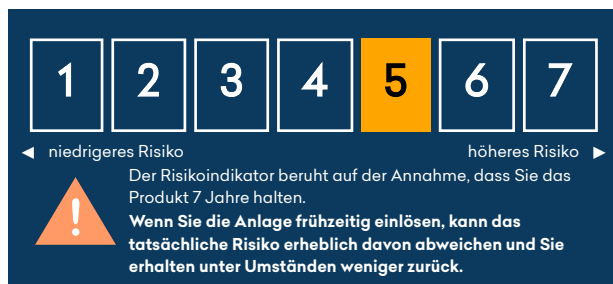 1 2 3 4 5 6 7
◄ niedrigeres Risiko höheres Risiko ►
Der Risikoindikator beruht auf der Annahme, dass Sie das
Produkt 7 Jahre halten.
!
Wenn Sie die Anlage frühzeitig einlösen, kann das
tatsächliche Risiko erheblich davon abweichen und Sie
erhalten unter Umständen weniger zurück.